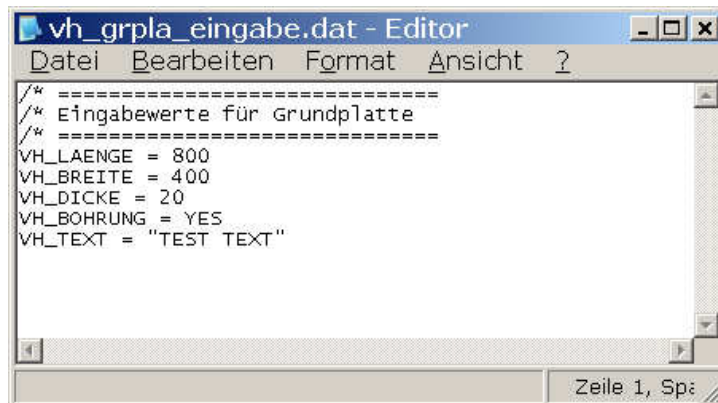 vh_grpla_eingabe.dat - Editor
Datei Bearbeiten Format Ansicht ?
/* ==============================
/* Eingabewerte für Grundplatte
/* ==============================
VH_LAENGE = 800
VH_BREITE = 400
VH_DICKE = 20
VH_BOHRUNG = YES
VH_TEXT = "TEST TEXT"
Zeile 1, Spa